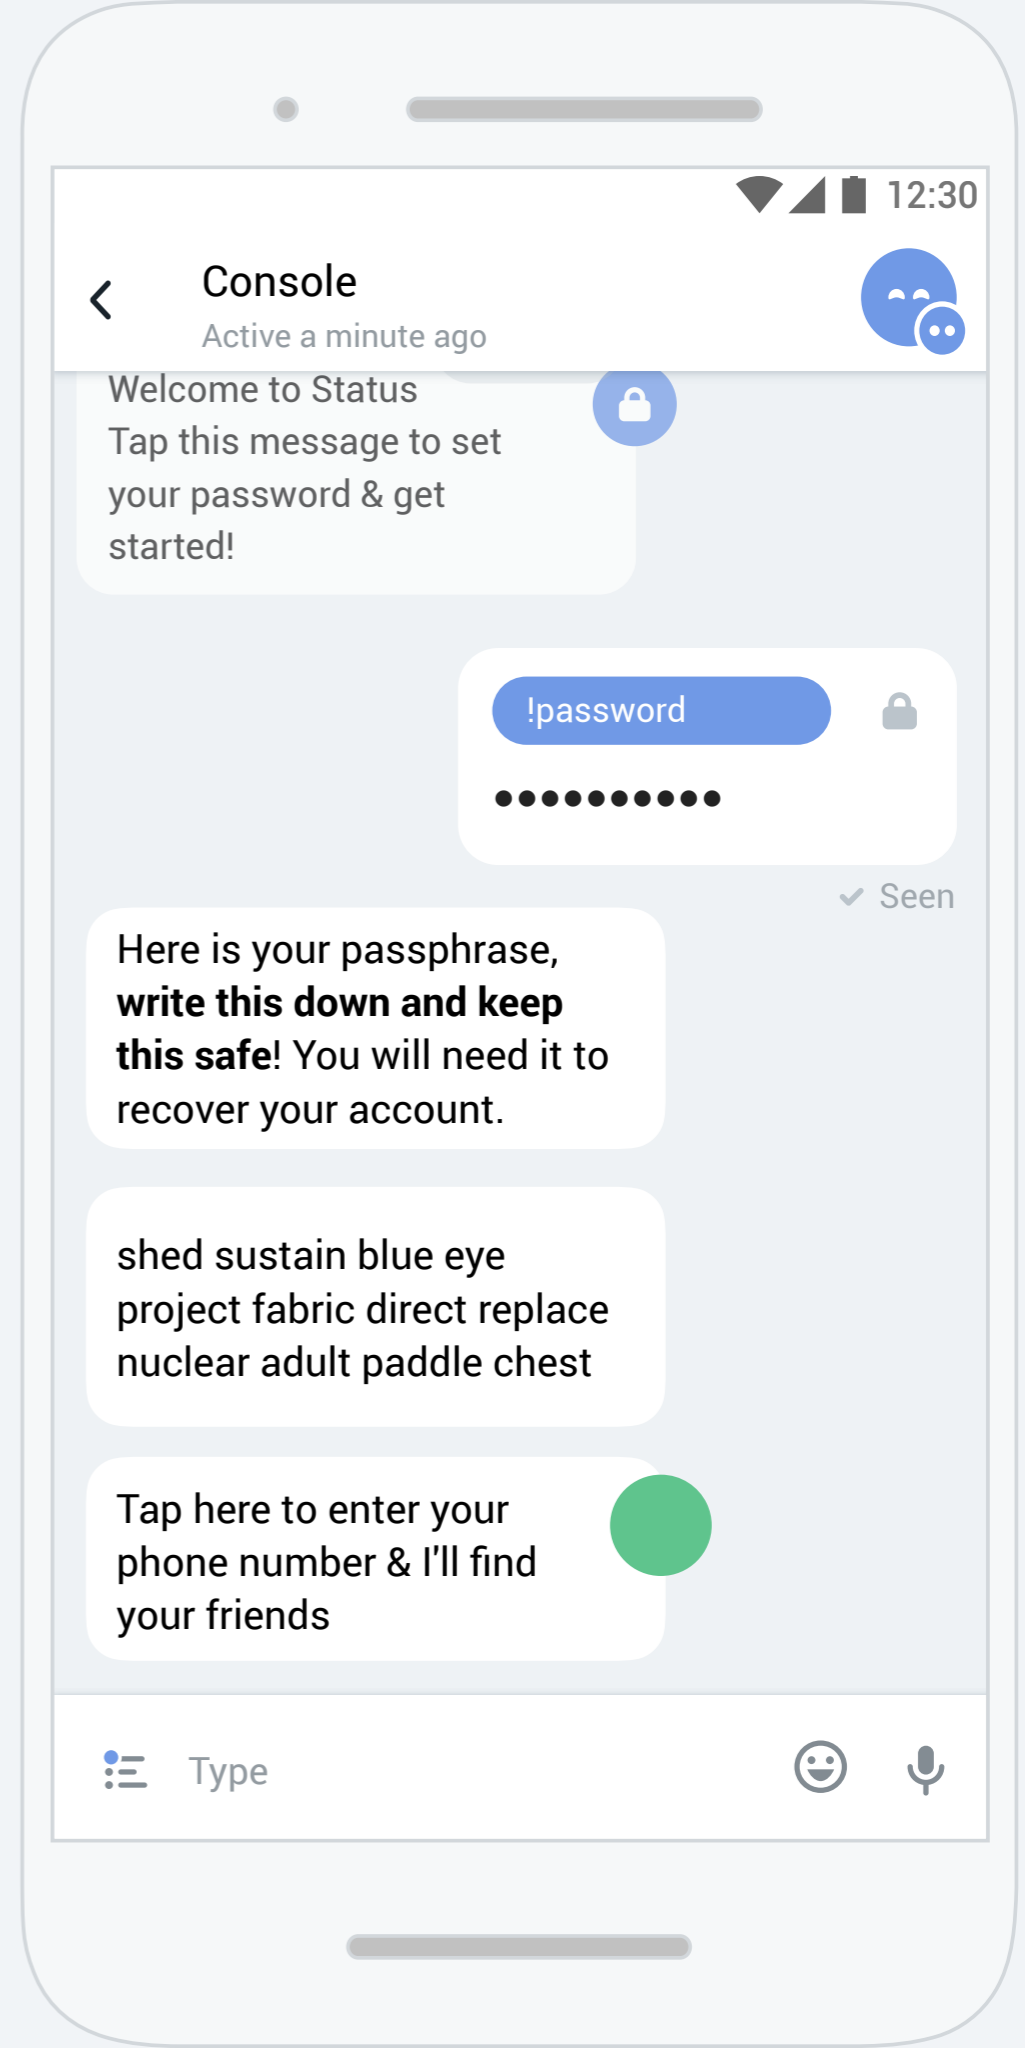 12:30
Console
Active a minute ago
Welcome to Status
Tap this message to set
your password & get
started!
!password
••••••••••
Seen
Here is your passphrase,
write this down and keep
this safe! You will need it to
recover your account.
shed sustain blue eye
project fabric direct replace
nuclear adult paddle chest
Tap here to enter your
phone number & I'll find
your friends
Type